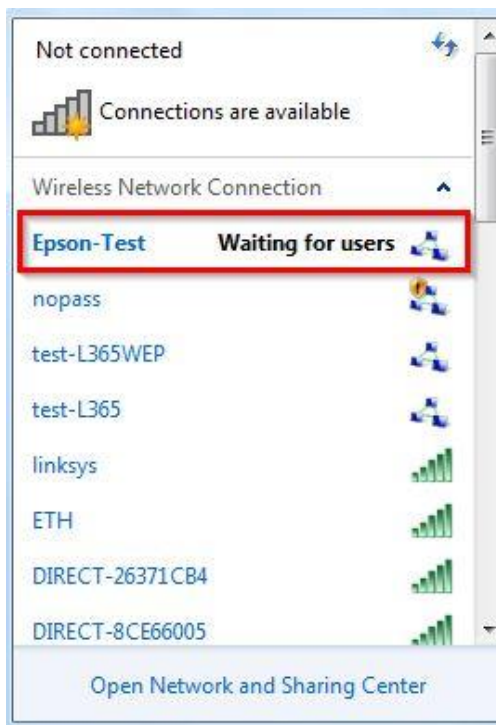 Not connected
Connections are available
Wireless Network Connection
Epson-Test Waiting for users
nopass
test-L365WEP
test-L365
linksys
ETH
DIRECT-26371CB4
DIRECT-8CE66005
Open Network and Sharing Center